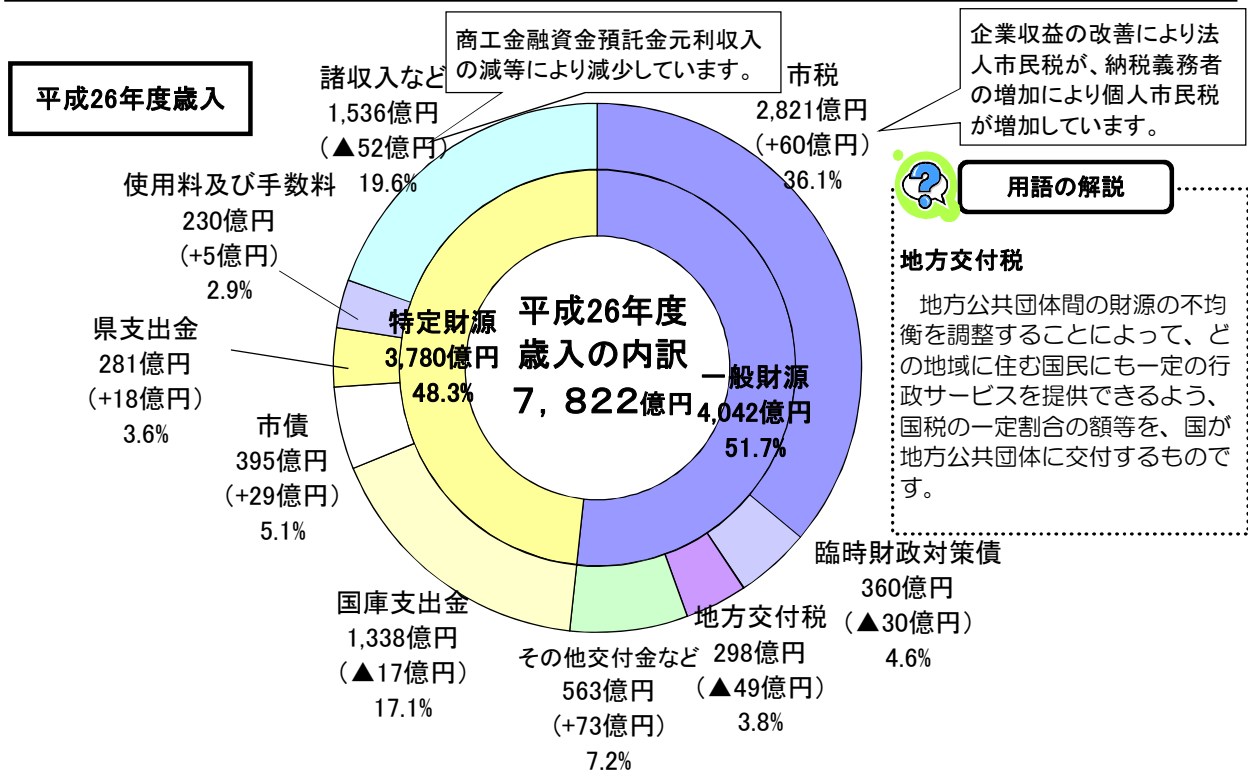 平成26年度歳入
商工金融資金預託金元利収入
の減等により減少しています。
企業収益の改善により法
人市民税が、納税義務者
の増加により個人市民税
が増加しています。
諸収入など
1,536億円
(▲52億円)
19.6%
市税
2,821億円
(+60億円)
36.1%
使用料及び手数料
230億円
(+5億円)
2.9%
県支出金
281億円
(+18億円)
3.6%
市債
395億円
(+29億円)
5.1%
国庫支出金
1,338億円
(▲17億円)
17.1%
その他交付金など
563億円
(+73億円)
7.2%
地方交付税
298億円
(▲49億円)
3.8%
臨時財政対策債
360億円
(▲30億円)
4.6%
特定財源
3,780億円
48.3%
平成26年度
歳入の内訳
7,822億円
一般財源
4,042億円
51.7%
?
用語の解説
地方交付税
地方公共団体間の財源の不均
衡を調整することによって、ど
の地域に住む国民にも一定の行
政サービスを提供できるよう、
国税の一定割合の額等を、国が
地方公共団体に交付するもので
す。